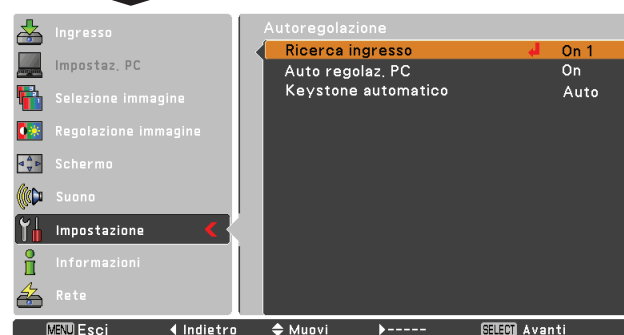 Ingresso
Impostaz. PC
Selezione immagine
Regolazione immagine
Schermo
Suono
Impostazione
Informazioni
Rete
Autoregolazione
Ricerca ingresso On 1
Auto regolaz. PC On
Keystone automatico Auto
MENU Esci Indietro Muovi ----- SELECT Avanti